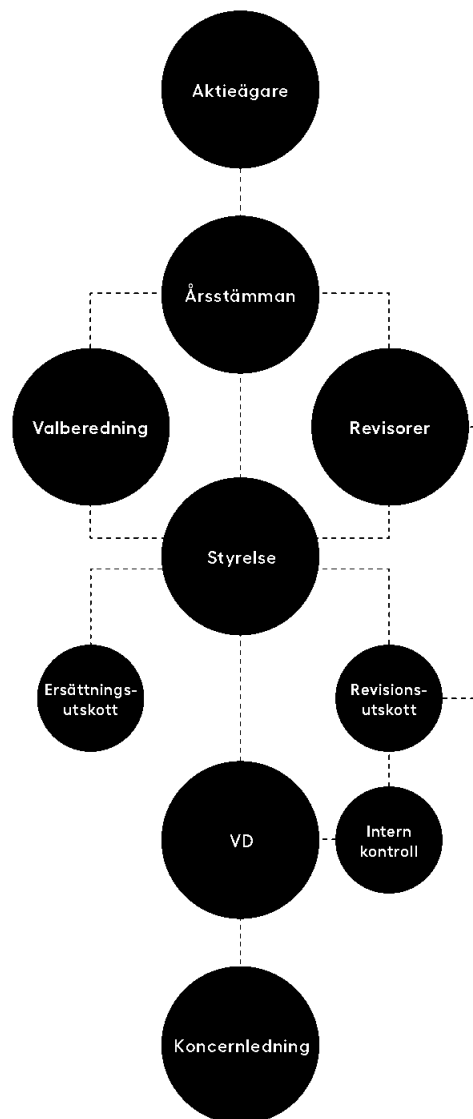 Aktieägare
Årsstämman
Valberedning
Revisorer
Styrelse
Ersättnings-
utskott
Revisions-
utskott
VD
Intern
kontroll
Koncernledning